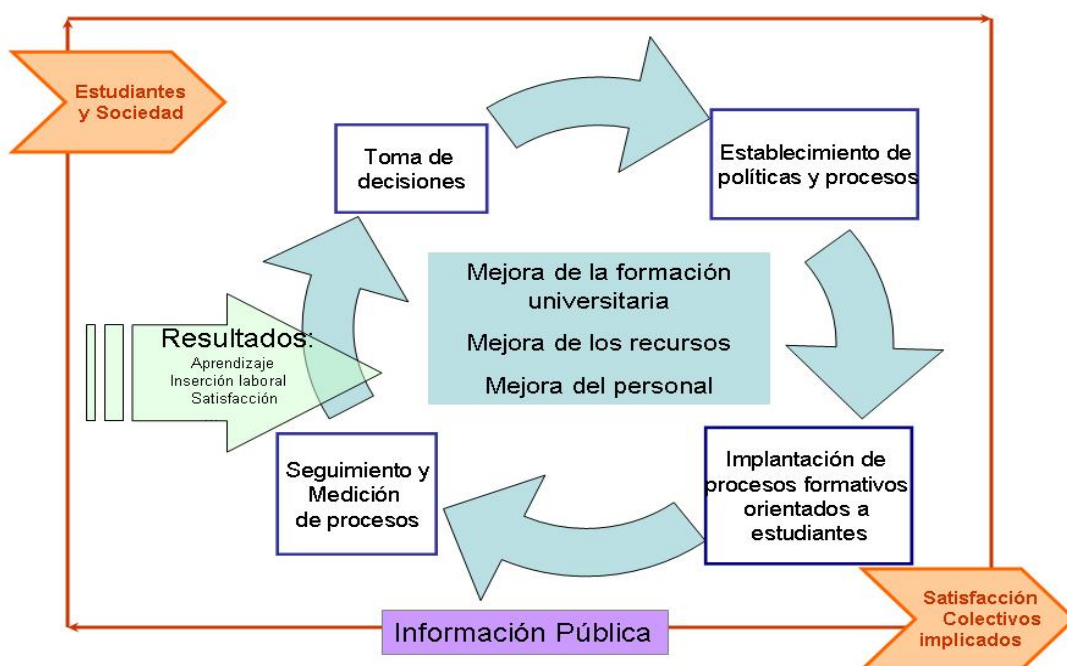 Estudiantes
y Sociedad
Toma de
decisiones
Establecimiento de
políticas y procesos
Mejora de la formación
universitaria
Mejora de los recursos
Mejora del personal
Resultados:
Aprendizaje
Inserción laboral
Satisfacción
...
Seguimiento y
Medición
de procesos
Implantación de
procesos formativos
orientados a
estudiantes
Información Pública
Satisfacción
Colectivos
implicados